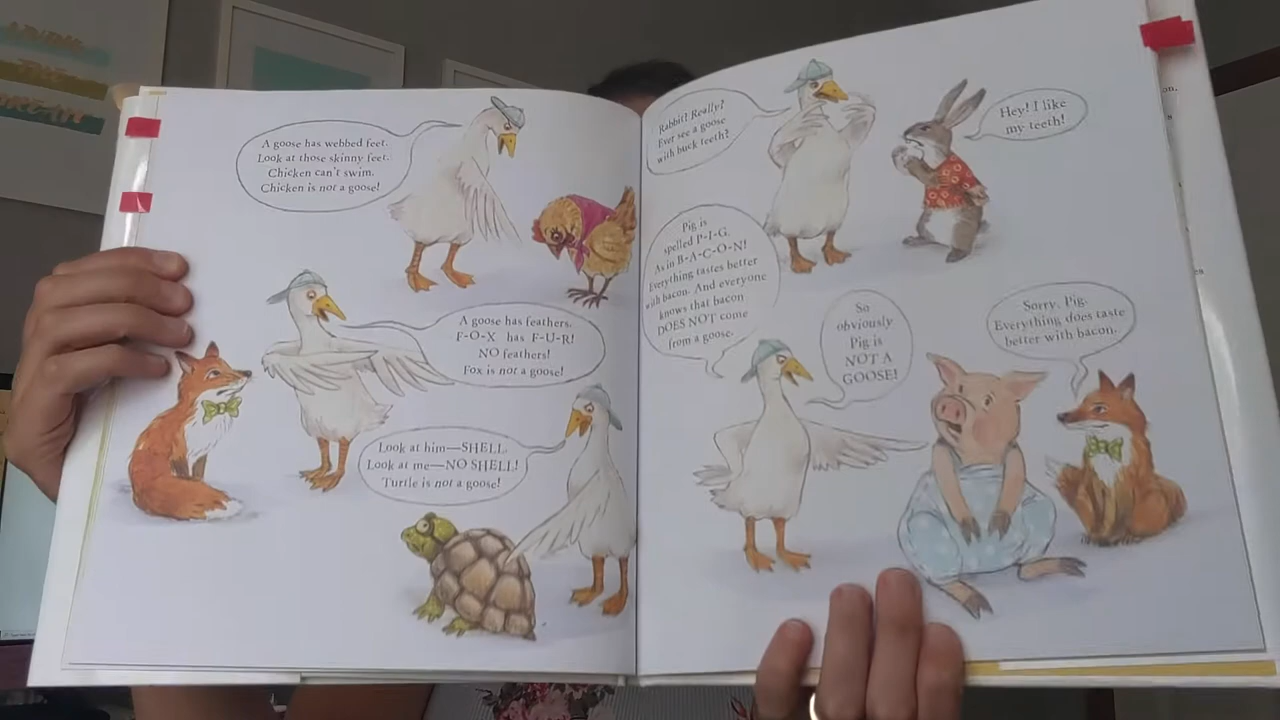 A goose has webbed feet.
Look at those skinny feet.
Chicken can't swim.
Chicken is not a goose!
A goose has feathers.
F-O-X has F-U-R!
NO feathers!
Fox is not a goose!
Look at him—SHELL.
Look at me—NO SHELL!
Turtle is not a goose!
Rabbit? Really?
Ever see a goose
with buck teeth?
Hey! I like
my teeth!
Pig is
spelled P-I-G.
As in B-A-C-O-N!
Everything tastes better
with bacon. And everyone
knows that bacon
DOES NOT come
from a goose.
So
obviously
Pig is
NOT A
GOOSE!
Sorry, Pig.
Everything does taste
better with bacon.